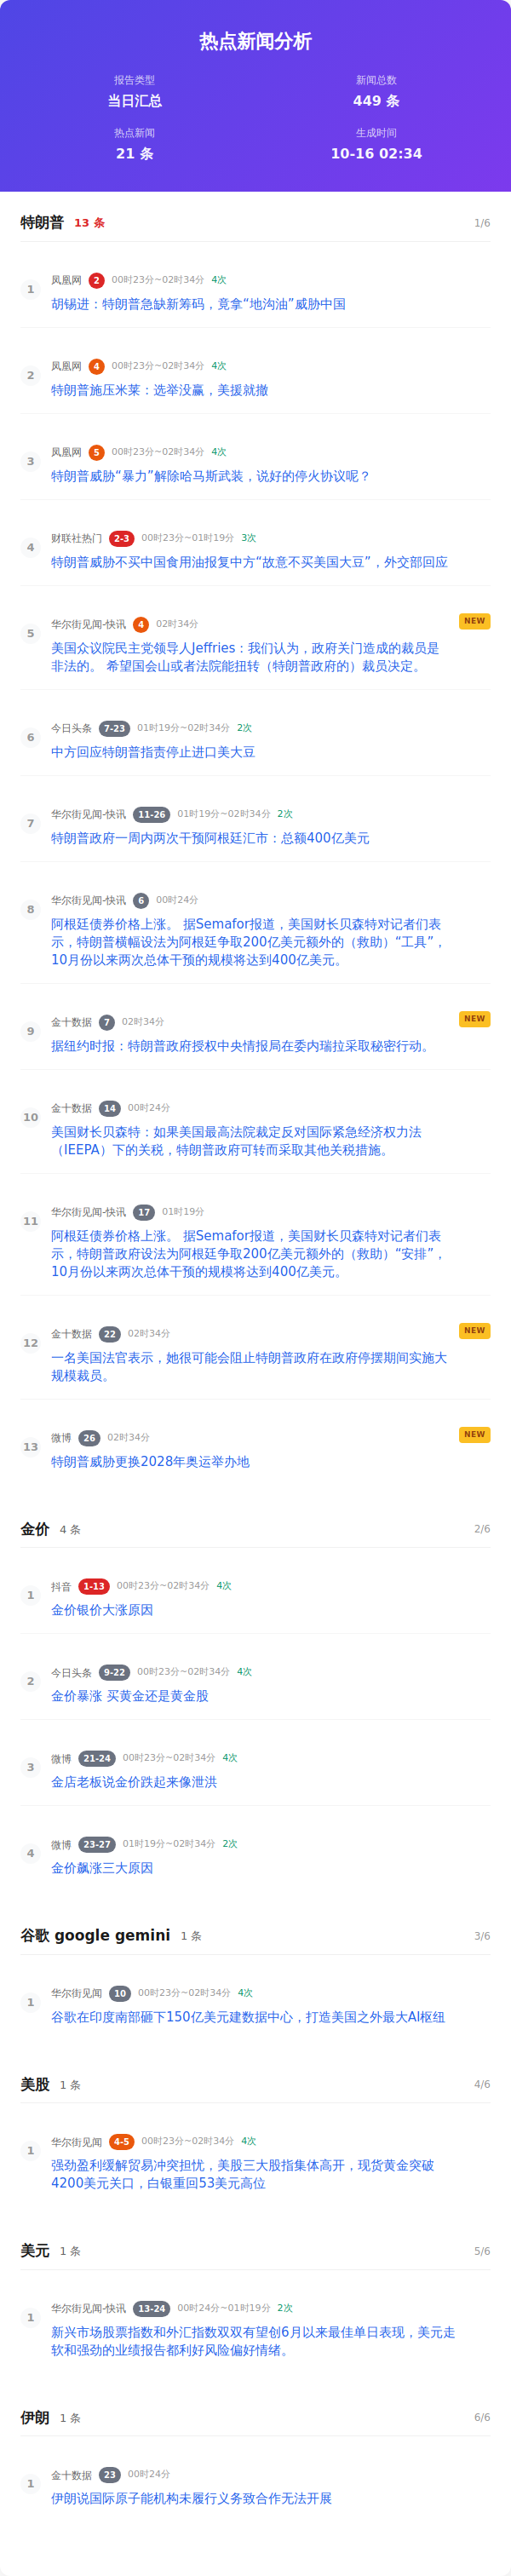 热点新闻分析
报告类型
当日汇总
新闻总数
449 条
热点新闻
21 条
生成时间
10-16 02:34
特朗普 13 条 1/6
1 凤凰网 2 00时23分~02时34分 4次
胡锡进：特朗普急缺新筹码，竟拿“地沟油”威胁中国
2 凤凰网 4 00时23分~02时34分 4次
特朗普施压米莱：选举没赢，美援就撤
3 凤凰网 5 00时23分~02时34分 4次
特朗普威胁“暴力”解除哈马斯武装，说好的停火协议呢？
4 财联社热门 2-3 00时23分~01时19分 3次
特朗普威胁不买中国食用油报复中方“故意不买美国大豆”，外交部回应
5 华尔街见闻-快讯 4 02时34分 NEW
美国众议院民主党领导人Jeffries：我们认为，政府关门造成的裁员是
非法的。 希望国会山或者法院能扭转（特朗普政府的）裁员决定。
6 今日头条 7-23 01时19分~02时34分 2次
中方回应特朗普指责停止进口美大豆
7 华尔街见闻-快讯 11-26 01时19分~02时34分 2次
特朗普政府一周内两次干预阿根廷汇市：总额400亿美元
8 华尔街见闻-快讯 6 00时24分
阿根廷债券价格上涨。 据Semafor报道，美国财长贝森特对记者们表
示，特朗普横幅设法为阿根廷争取200亿美元额外的（救助）“工具”，
10月份以来两次总体干预的规模将达到400亿美元。
9 金十数据 7 02时34分 NEW
据纽约时报：特朗普政府授权中央情报局在委内瑞拉采取秘密行动。
10 金十数据 14 00时24分
美国财长贝森特：如果美国最高法院裁定反对国际紧急经济权力法
（IEEPA）下的关税，特朗普政府可转而采取其他关税措施。
11 华尔街见闻-快讯 17 01时19分
阿根廷债券价格上涨。 据Semafor报道，美国财长贝森特对记者们表
示，特朗普政府设法为阿根廷争取200亿美元额外的（救助）“安排”，
10月份以来两次总体干预的规模将达到400亿美元。
12 金十数据 22 02时34分 NEW
一名美国法官表示，她很可能会阻止特朗普政府在政府停摆期间实施大
规模裁员。
13 微博 26 02时34分 NEW
特朗普威胁更换2028年奥运举办地
金价 4 条 2/6
1 抖音 1-13 00时23分~02时34分 4次
金价银价大涨原因
2 今日头条 9-22 00时23分~02时34分 4次
金价暴涨 买黄金还是黄金股
3 微博 21-24 00时23分~02时34分 4次
金店老板说金价跌起来像泄洪
4 微博 23-27 01时19分~02时34分 2次
金价飙涨三大原因
谷歌 google gemini 1 条 3/6
1 华尔街见闻 10 00时23分~02时34分 4次
谷歌在印度南部砸下150亿美元建数据中心，打造美国之外最大AI枢纽
美股 1 条 4/6
1 华尔街见闻 4-5 00时23分~02时34分 4次
强劲盈利缓解贸易冲突担忧，美股三大股指集体高开，现货黄金突破
4200美元关口，白银重回53美元高位
美元 1 条 5/6
1 华尔街见闻-快讯 13-24 00时24分~01时19分 2次
新兴市场股票指数和外汇指数双双有望创6月以来最佳单日表现，美元走
软和强劲的业绩报告都利好风险偏好情绪。
伊朗 1 条 6/6
1 金十数据 23 00时24分
伊朗说国际原子能机构未履行义务致合作无法开展